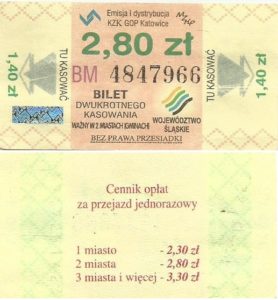 Emisja i dystrybucja
KZK GOP Katowice
2,80 zł
1,40 zł
TU KASOWAĆ
BM 4847966
TU KASOWAĆ
1,40 zł
BILET
DWUKROTNEGO
KASOWANIA
WAŻNY W 2 MIASTACH (GMINACH)
WOJEWÓDZTWO
ŚLĄSKIE
BEZ PRAWA PRZESIADKI
Cennik opłat
za przejazd jednorazowy
1 miasto - 2,30 zł
2 miasta - 2,80 zł
3 miasta i więcej - 3,30 zł